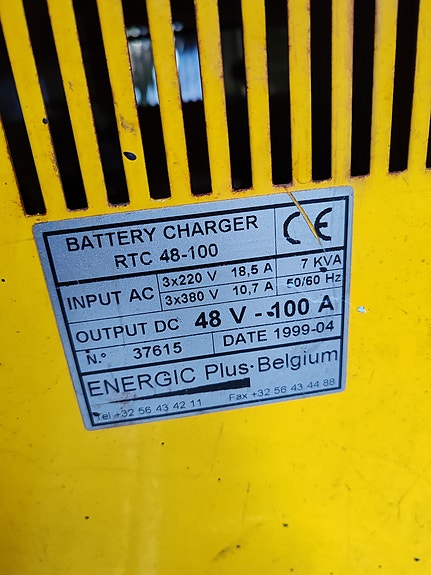 BATTERY CHARGER
RTC 48-100
CE
INPUT AC 3x220 V 18,5 A 7 KVA
3x380 V 10,7 A 50/60 Hz
OUTPUT DC 48 V - 100 A
N.° 37615 DATE 1999-04
ENERGIC Plus·Belgium
Tel +32 56 43 42 11 Fax +32 56 43 44 88